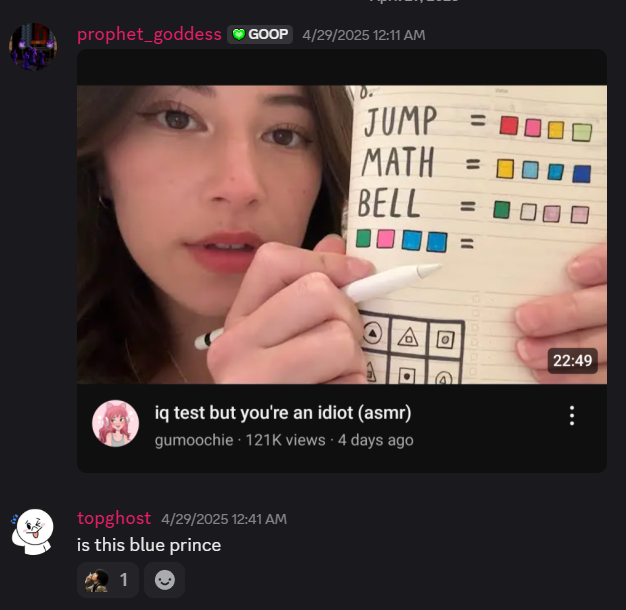 prophet_goddess GOOP 4/29/2025 12:11 AM
8.
JUMP =
MATH =
BELL =
=
22:49
iq test but you're an idiot (asmr)
gumoochie · 121K views · 4 days ago
topghost 4/29/2025 12:41 AM
is this blue prince
1